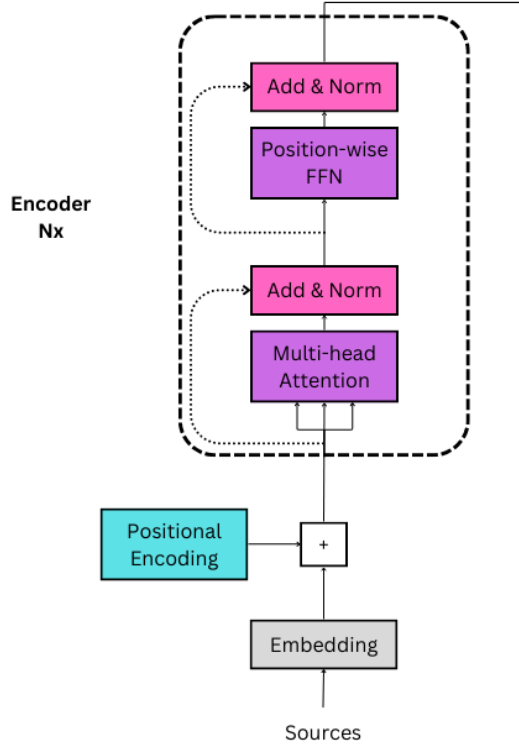 Add & Norm
Position-wise
FFN
Encoder
Nx
Add & Norm
Multi-head
Attention
Positional
Encoding
+
Embedding
Sources